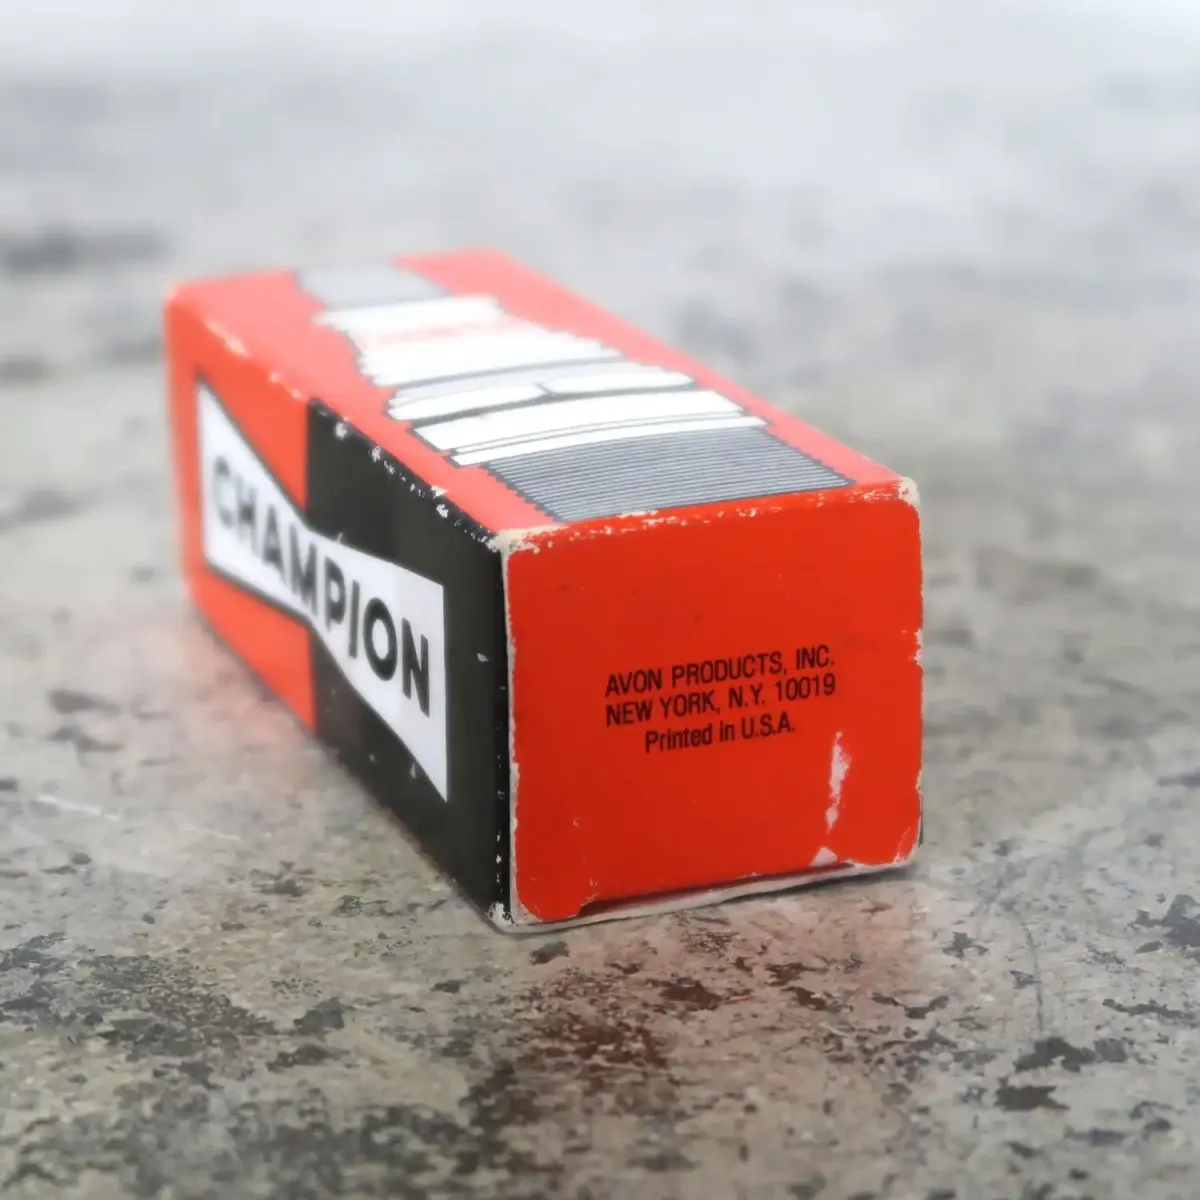 CHAMPION
AVON PRODUCTS, INC.
NEW YORK, N.Y. 10019
Printed in U.S.A.